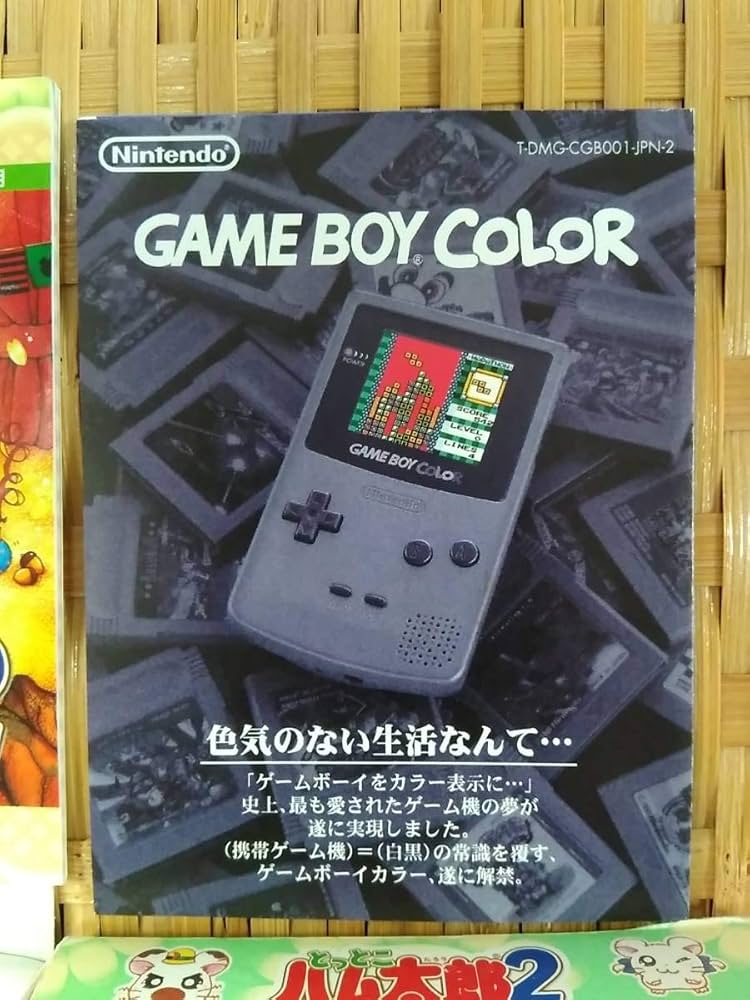 Nintendo®
T-DMG-CGB001-JPN-2
GAME BOY® COLOR
POWER
SCORE
LEVEL
LINES
4
GAME BOY COLOR
Nintendo
B A
色気のない生活なんて…
「ゲームボーイをカラー表示に…」
史上、最も愛されたゲーム機の夢が
遂に実現しました。
(携帯ゲーム機)=(白黒)の常識を覆す、
ゲームボーイカラー、遂に解禁。
とっとこ
ハム太郎2